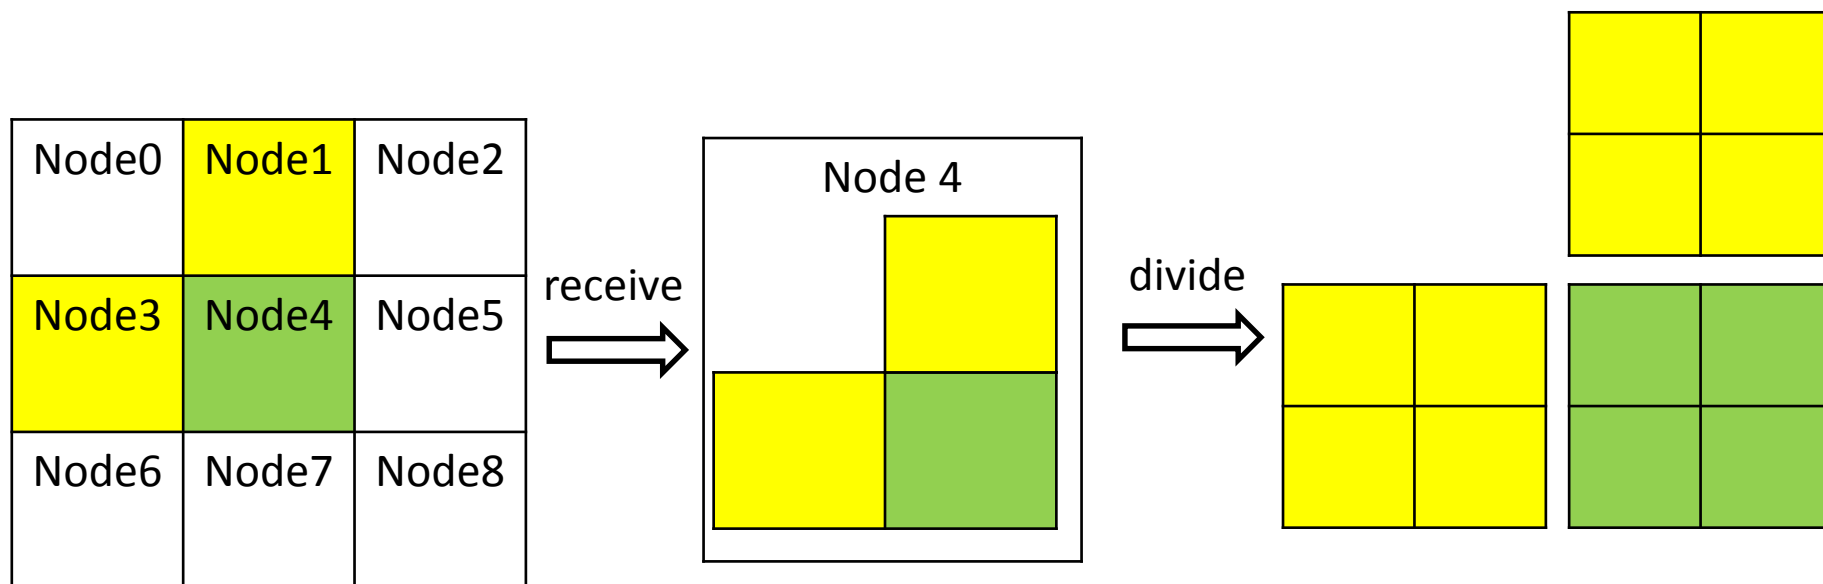 Node0 Node1 Node2
Node3 Node4 Node5
Node6 Node7 Node8
receive
Node 4
divide